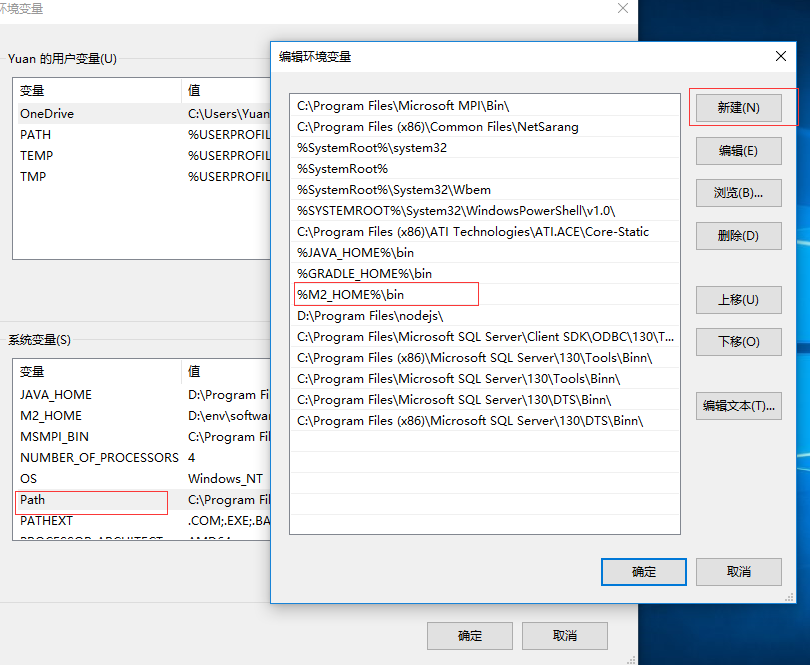 环境变量
Yuan 的用户变量(U)
变量 值
OneDrive C:\Users\Yuan
PATH %USERPROFIL
TEMP %USERPROFIL
TMP %USERPROFIL
系统变量(S)
变量 值
JAVA_HOME D:\Program Fi
M2_HOME D:\env\softwa
MSMPI_BIN C:\Program Fil
NUMBER_OF_PROCESSORS 4
OS Windows_NT
Path C:\Program Fil
PATHEXT .COM;.EXE;.BA
PROCESSOR_ARCHITECT AMD64
确定
取消
编辑环境变量
C:\Program Files\Microsoft MPI\Bin\
C:\Program Files (x86)\Common Files\NetSarang
%SystemRoot%\system32
%SystemRoot%
%SystemRoot%\System32\Wbem
%SYSTEMROOT%\System32\WindowsPowerShell\v1.0\
C:\Program Files (x86)\ATI Technologies\ATI.ACE\Core-Static
%JAVA_HOME%\bin
%GRADLE_HOME%\bin
%M2_HOME%\bin
D:\Program Files\nodejs\
C:\Program Files\Microsoft SQL Server\Client SDK\ODBC\130\T...
C:\Program Files (x86)\Microsoft SQL Server\130\Tools\Binn\
C:\Program Files\Microsoft SQL Server\130\Tools\Binn\
C:\Program Files\Microsoft SQL Server\130\DTS\Binn\
C:\Program Files (x86)\Microsoft SQL Server\130\DTS\Binn\
新建(N)
编辑(E)
浏览(B)...
删除(D)
上移(U)
下移(O)
编辑文本(T)...
确定
取消